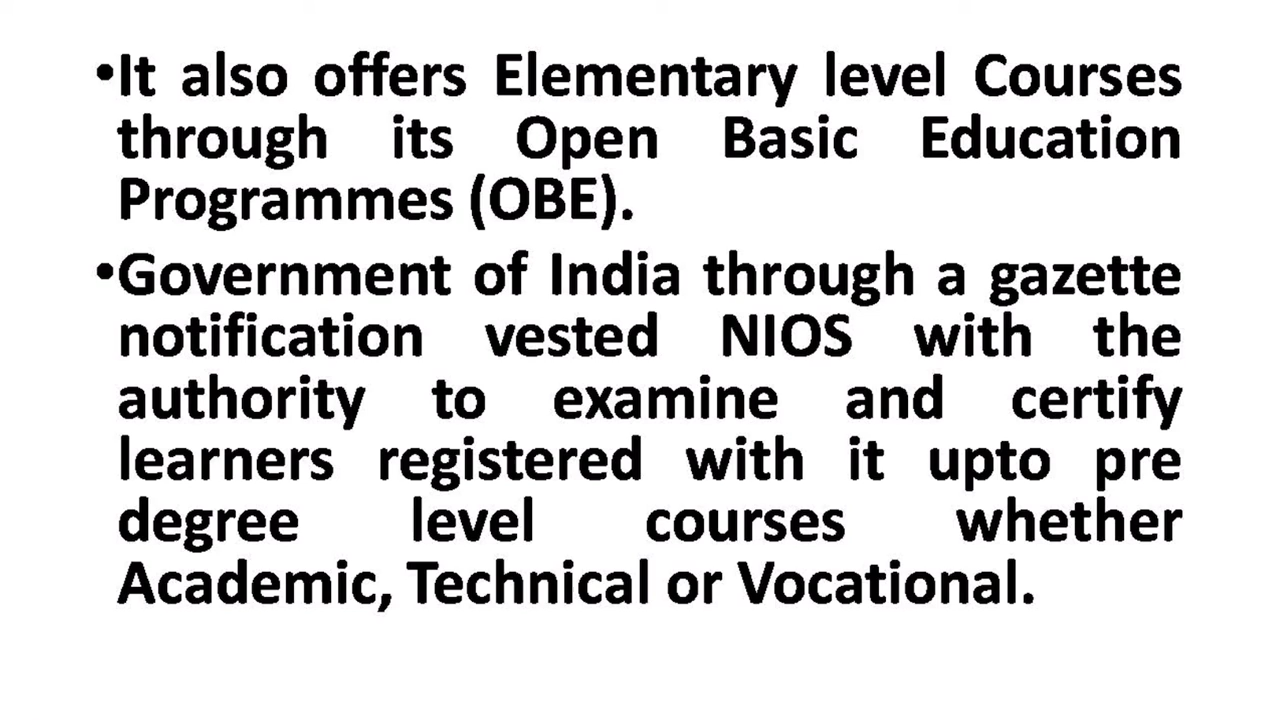 •It also offers Elementary level Courses
through its Open Basic Education
Programmes (OBE).
•Government of India through a gazette
notification vested NIOS with the
authority to examine and certify
learners registered with it upto pre
degree level courses whether
Academic, Technical or Vocational.